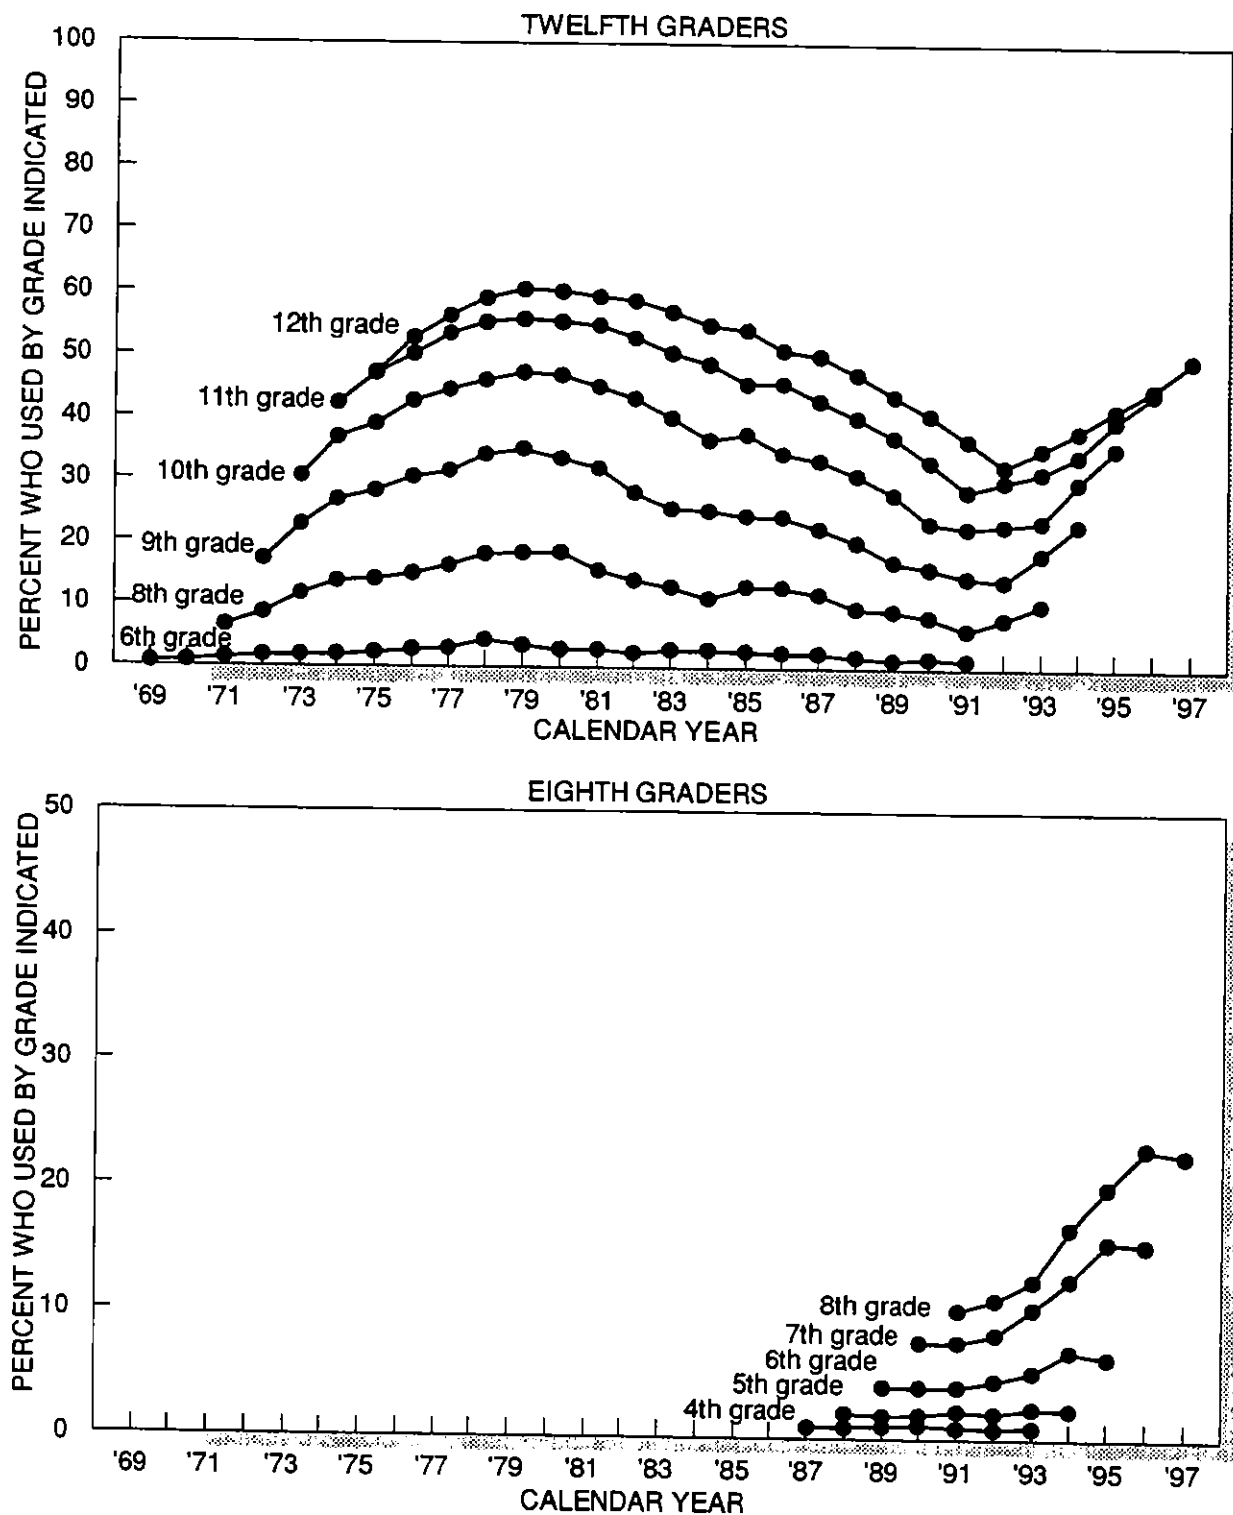 TWELFTH GRADERS
PERCENT WHO USED BY GRADE INDICATED
100
90
80
70
60
50
40
30
20
10
0
12th grade
11th grade
10th grade
9th grade
8th grade
6th grade
'69 '71 '73 '75 '77 '79 '81 '83 '85 '87 '89 '91 '93 '95 '97
CALENDAR YEAR
EIGHTH GRADERS
PERCENT WHO USED BY GRADE INDICATED
50
40
30
20
10
0
8th grade
7th grade
6th grade
5th grade
4th grade
'69 '71 '73 '75 '77 '79 '81 '83 '85 '87 '89 '91 '93 '95 '97
CALENDAR YEAR